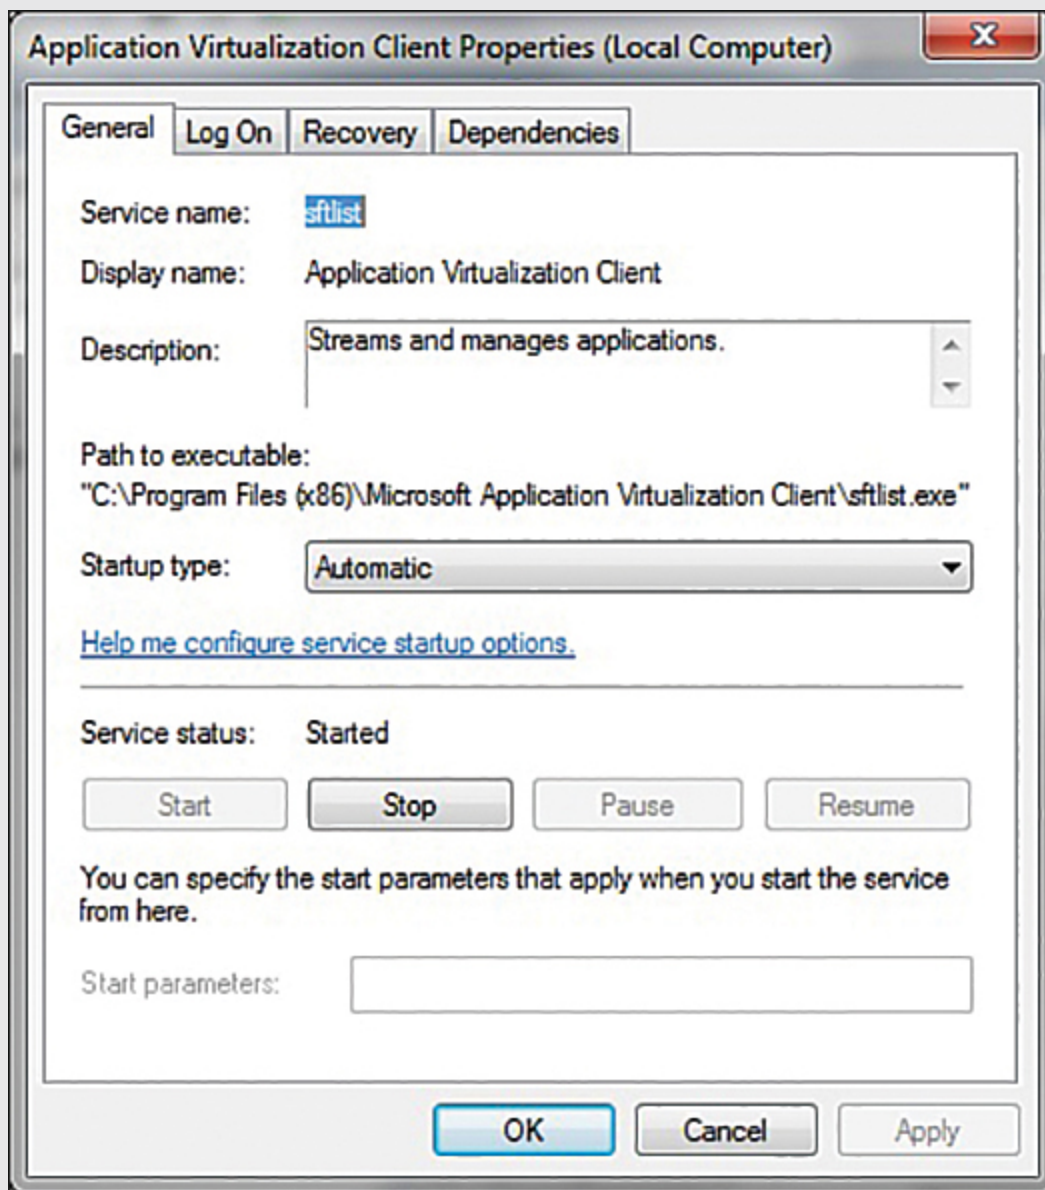 Application Virtualization Client Properties (Local Computer)
General Log On Recovery Dependencies
Service name: sftlist
Display name: Application Virtualization Client
Description: Streams and manages applications.
Path to executable:
"C:\Program Files (x86)\Microsoft Application Virtualization Client\sftlist.exe"
Startup type: Automatic
Help me configure service startup options.
Service status: Started
Start Stop Pause Resume
You can specify the start parameters that apply when you start the service
from here.
Start parameters:
OK Cancel Apply